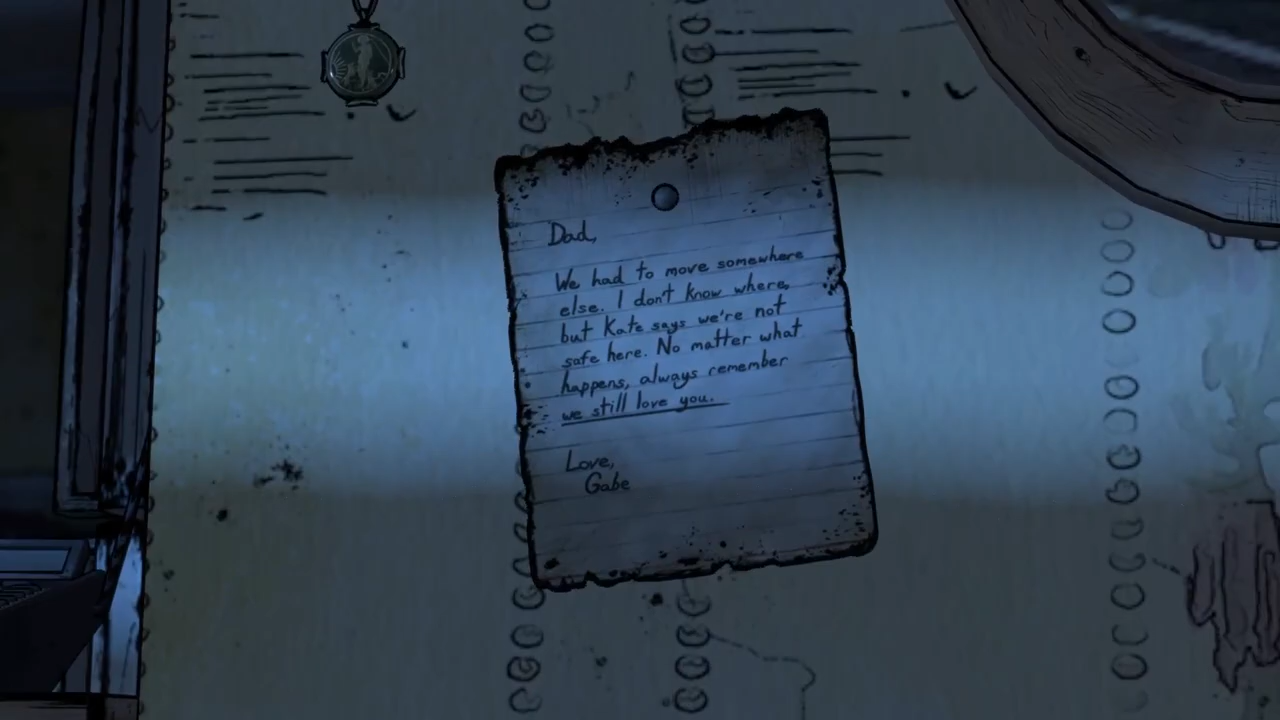 Dad,
We had to move somewhere
else. I don't know where,
but Kate says we're not
safe here. No matter what
happens, always remember
we still love you.
Love,
Gabe